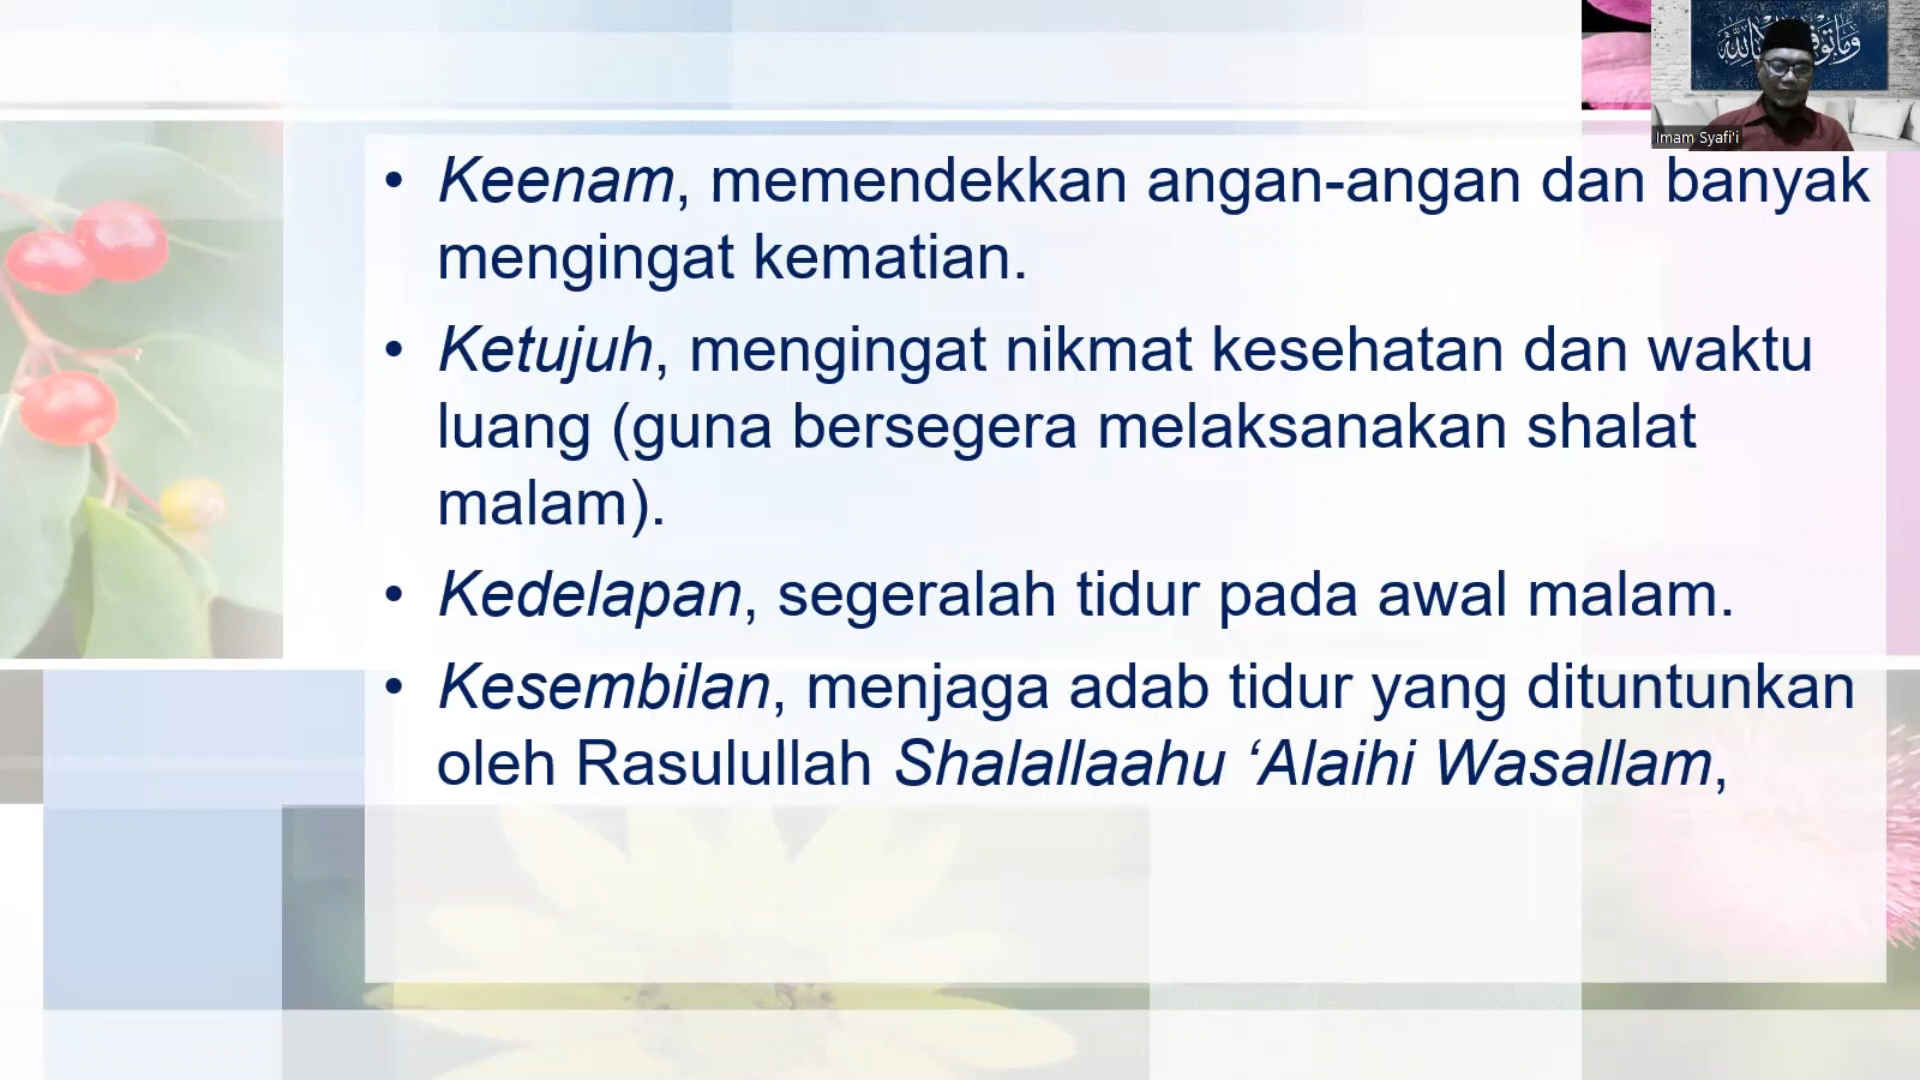 • Keenam, memendekkan angan-angan dan banyak
mengingat kematian.
• Ketujuh, mengingat nikmat kesehatan dan waktu
luang (guna bersegera melaksanakan shalat
malam).
• Kedelapan, segeralah tidur pada awal malam.
• Kesembilan, menjaga adab tidur yang dituntunkan
oleh Rasulullah Shalallaahu ‘Alaihi Wasallam,
Imam Syafi'i